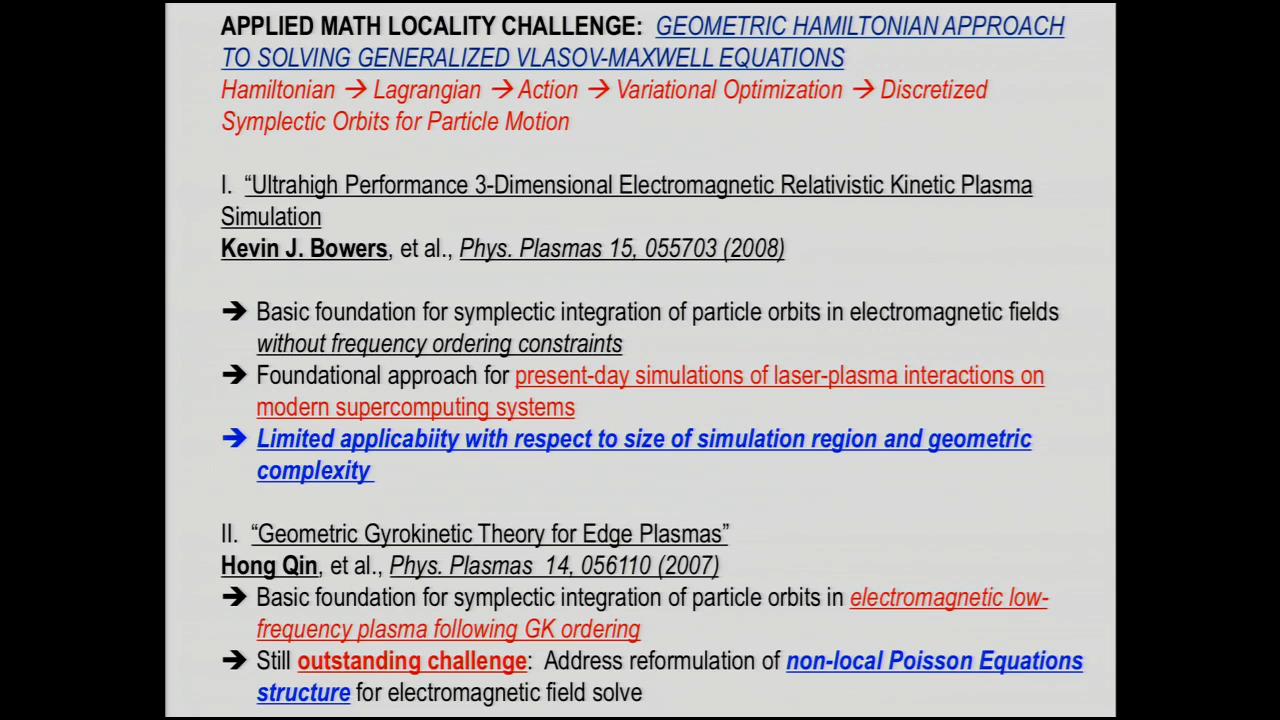 APPLIED MATH LOCALITY CHALLENGE: GEOMETRIC HAMILTONIAN APPROACH
TO SOLVING GENERALIZED VLASOV-MAXWELL EQUATIONS
Hamiltonian → Lagrangian → Action → Variational Optimization → Discretized
Symplectic Orbits for Particle Motion
I. “Ultrahigh Performance 3-Dimensional Electromagnetic Relativistic Kinetic Plasma
Simulation
Kevin J. Bowers, et al., Phys. Plasmas 15, 055703 (2008)
→ Basic foundation for symplectic integration of particle orbits in electromagnetic fields
without frequency ordering constraints
→ Foundational approach for present-day simulations of laser-plasma interactions on
modern supercomputing systems
→ Limited applicabiity with respect to size of simulation region and geometric
complexity
II. “Geometric Gyrokinetic Theory for Edge Plasmas”
Hong Qin, et al., Phys. Plasmas 14, 056110 (2007)
→ Basic foundation for symplectic integration of particle orbits in electromagnetic low-
frequency plasma following GK ordering
→ Still outstanding challenge: Address reformulation of non-local Poisson Equations
structure for electromagnetic field solve